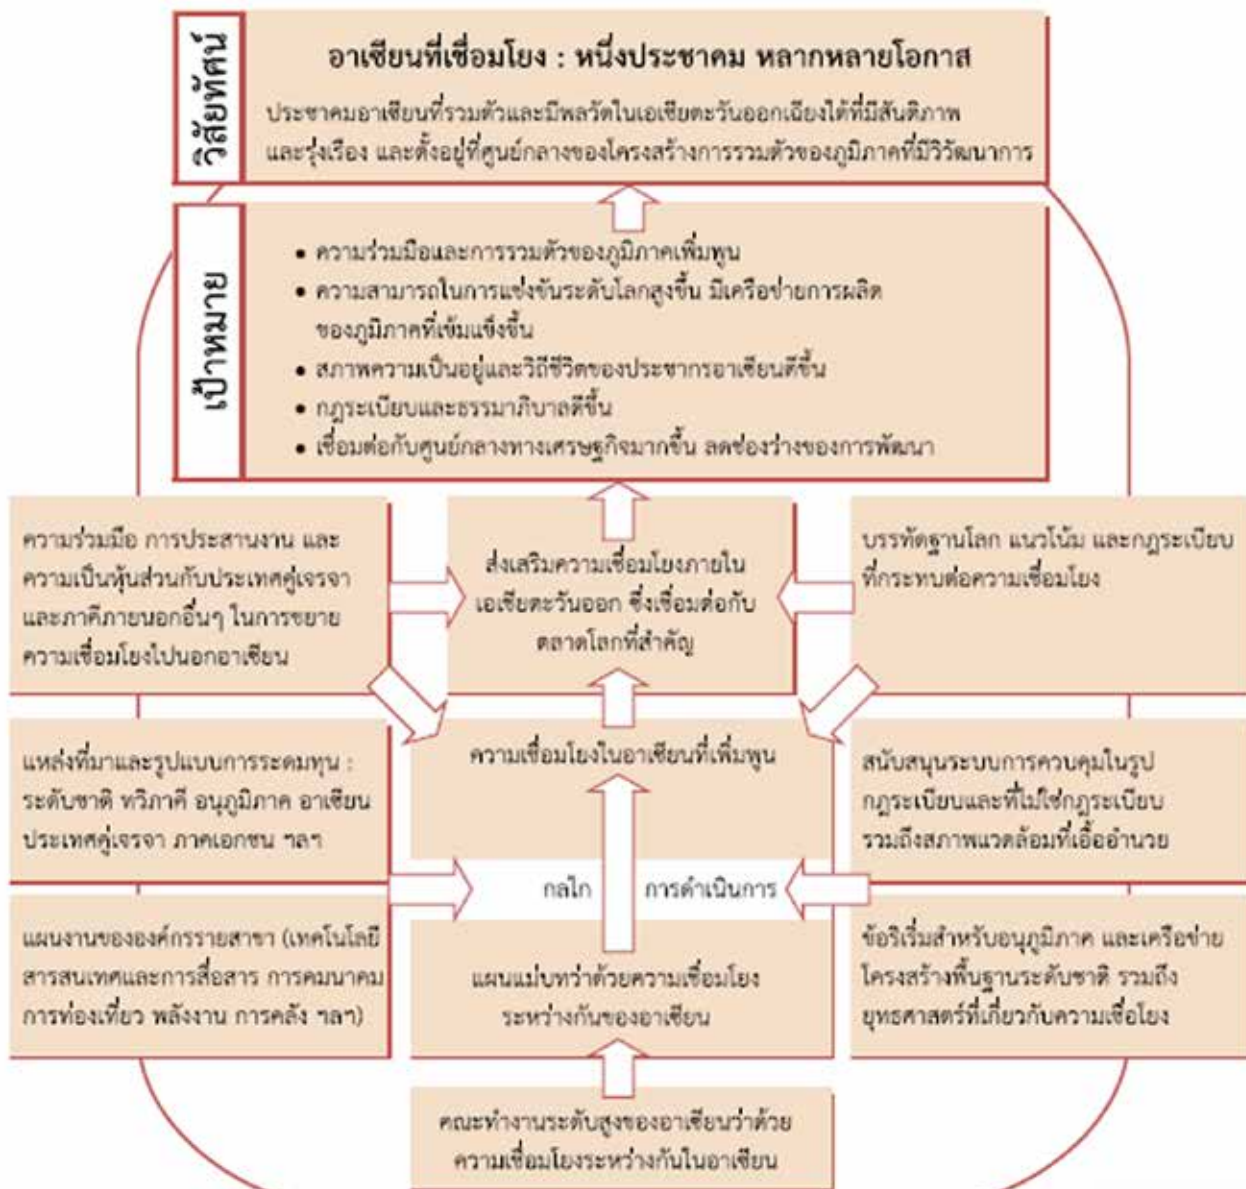 วิสัยทัศน์
อาเซียนที่เชื่อมโยง : หนึ่งประชาคม หลากหลายโอกาส
ประชาคมอาเซียนที่รวมตัวและมีพลวัตในเอเชียตะวันออกเฉียงใต้ที่มีสันติภาพ
และรุ่งเรือง และตั้งอยู่ที่ศูนย์กลางของโครงสร้างการรวมตัวของภูมิภาคที่มีวิวัฒนาการ
เป้าหมาย
• ความร่วมมือและการรวมตัวของภูมิภาคเพิ่มพูน
• ความสามารถในการแข่งขันระดับโลกสูงขึ้น มีเครือข่ายการผลิต
ของภูมิภาคที่เข้มแข็งขึ้น
• สภาพความเป็นอยู่และวิถีชีวิตของประชากรอาเซียนดีขึ้น
• กฎระเบียบและธรรมาภิบาลดีขึ้น
• เชื่อมต่อกับศูนย์กลางทางเศรษฐกิจมากขึ้น ลดช่องว่างของการพัฒนา
ความร่วมมือ การประสานงาน และ
ความเป็นหุ้นส่วนกับประเทศคู่เจรจา
และภาคีภายนอกอื่นๆ ในการขยาย
ความเชื่อมโยงไปนอกอาเซียน
ส่งเสริมความเชื่อมโยงภายใน
เอเชียตะวันออก ซึ่งเชื่อมต่อกับ
ตลาดโลกที่สำคัญ
บรรทัดฐานโลก แนวโน้ม และกฎระเบียบ
ที่กระทบต่อความเชื่อมโยง
แหล่งที่มาและรูปแบบการระดมทุน :
ระดับชาติ ทวิภาคี อนุภูมิภาค อาเซียน
ประเทศคู่เจรจา ภาคเอกชน ฯลฯ
ความเชื่อมโยงในอาเซียนที่เพิ่มพูน
สนับสนุนระบบการควบคุมในรูป
กฎระเบียบและที่ไม่ใช่กฎระเบียบ
รวมถึงสภาพแวดล้อมที่เอื้ออำนวย
กลไก การดำเนินการ
แผนงานขององค์กรรายสาขา (เทคโนโลยี
สารสนเทศและการสื่อสาร การคมนาคม
การท่องเที่ยว พลังงาน การคลัง ฯลฯ)
แผนแม่บทว่าด้วยความเชื่อมโยง
ระหว่างกันของอาเซียน
ข้อริเริ่มสำหรับอนุภูมิภาค และเครือข่าย
โครงสร้างพื้นฐานระดับชาติ รวมถึง
ยุทธศาสตร์ที่เกี่ยวกับความเชื่อโยง
คณะทำงานระดับสูงของอาเซียนว่าด้วย
ความเชื่อมโยงระหว่างกันในอาเซียน